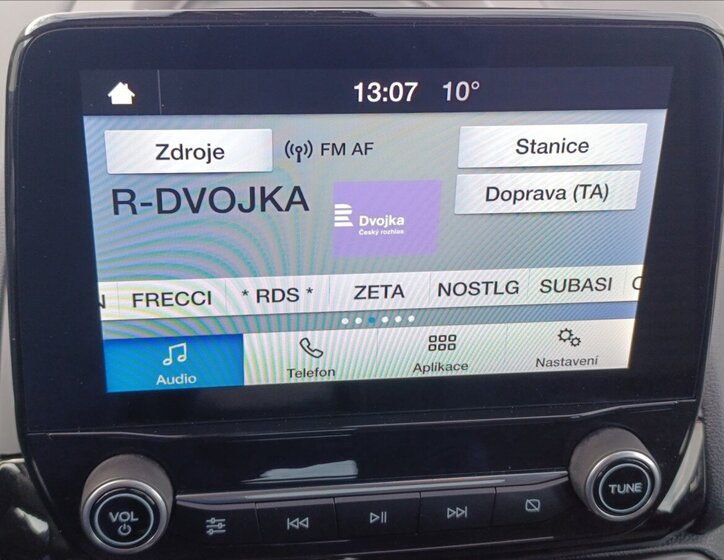 13:07 10°
Zdroje FM AF Stanice
R-DVOJKA Dvojka
Český rozhlas
Doprava (TA)
N FRECCI * RDS * ZETA NOSTLG SUBASI
Audio Telefon Aplikace Nastavení
VOL TUNE